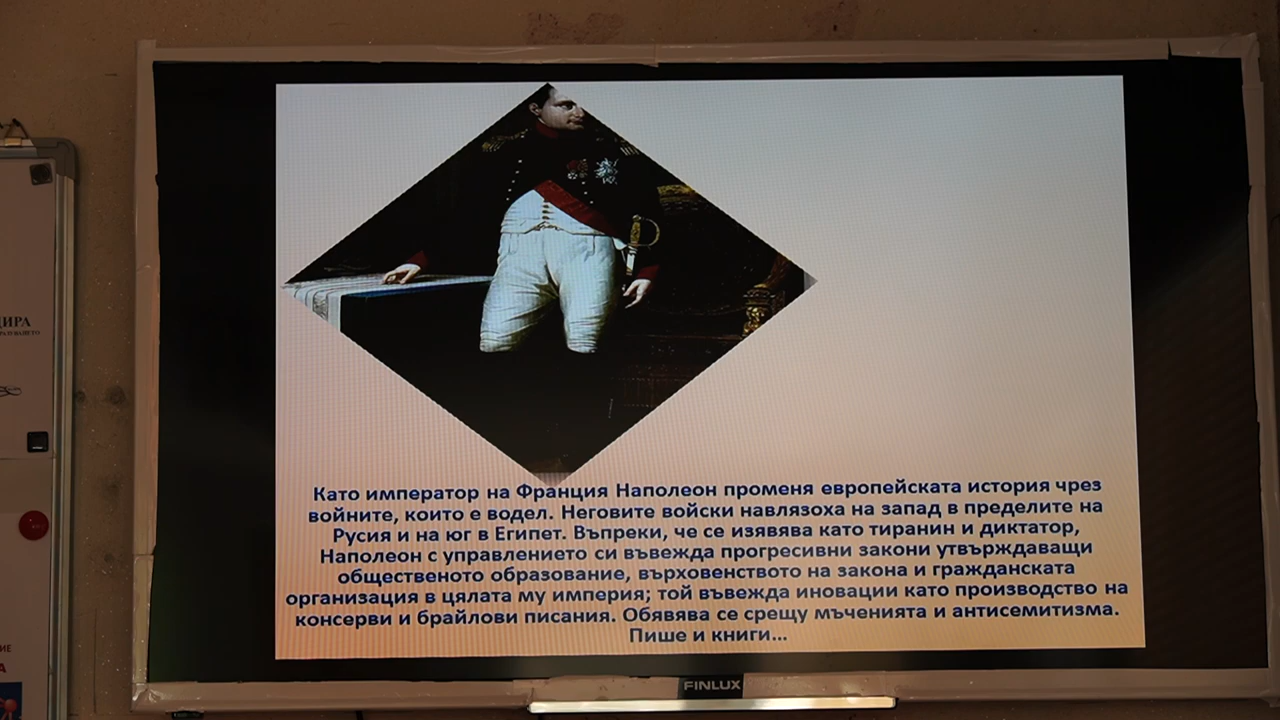 Като император на Франция Наполеон променя европейската история чрез
войните, които е водел. Неговите войски навлязоха на запад в пределите на
Русия и на юг в Египет. Въпреки, че се изявява като тиранин и диктатор,
Наполеон с управлението си въвежда прогресивни закони утвърждаващи
общественото образование, върховенството на закона и гражданската
организация в цялата му империя; той въвежда иновации като производство на
консерви и брайлови писания. Обявява се срещу мъченията и антисемитизма.
Пише и книги...
FINLUX